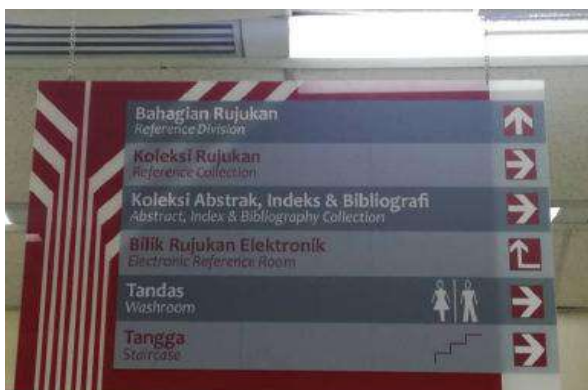 Bahagian Rujukan
Reference Division
Koleksi Rujukan
Reference Collection
Koleksi Abstrak, Indeks & Bibliografi
Abstract, Index & Bibliography Collection
Bilik Rujukan Elektronik
Electronic Reference Room
Tandas
Washroom
Tangga
Staircase